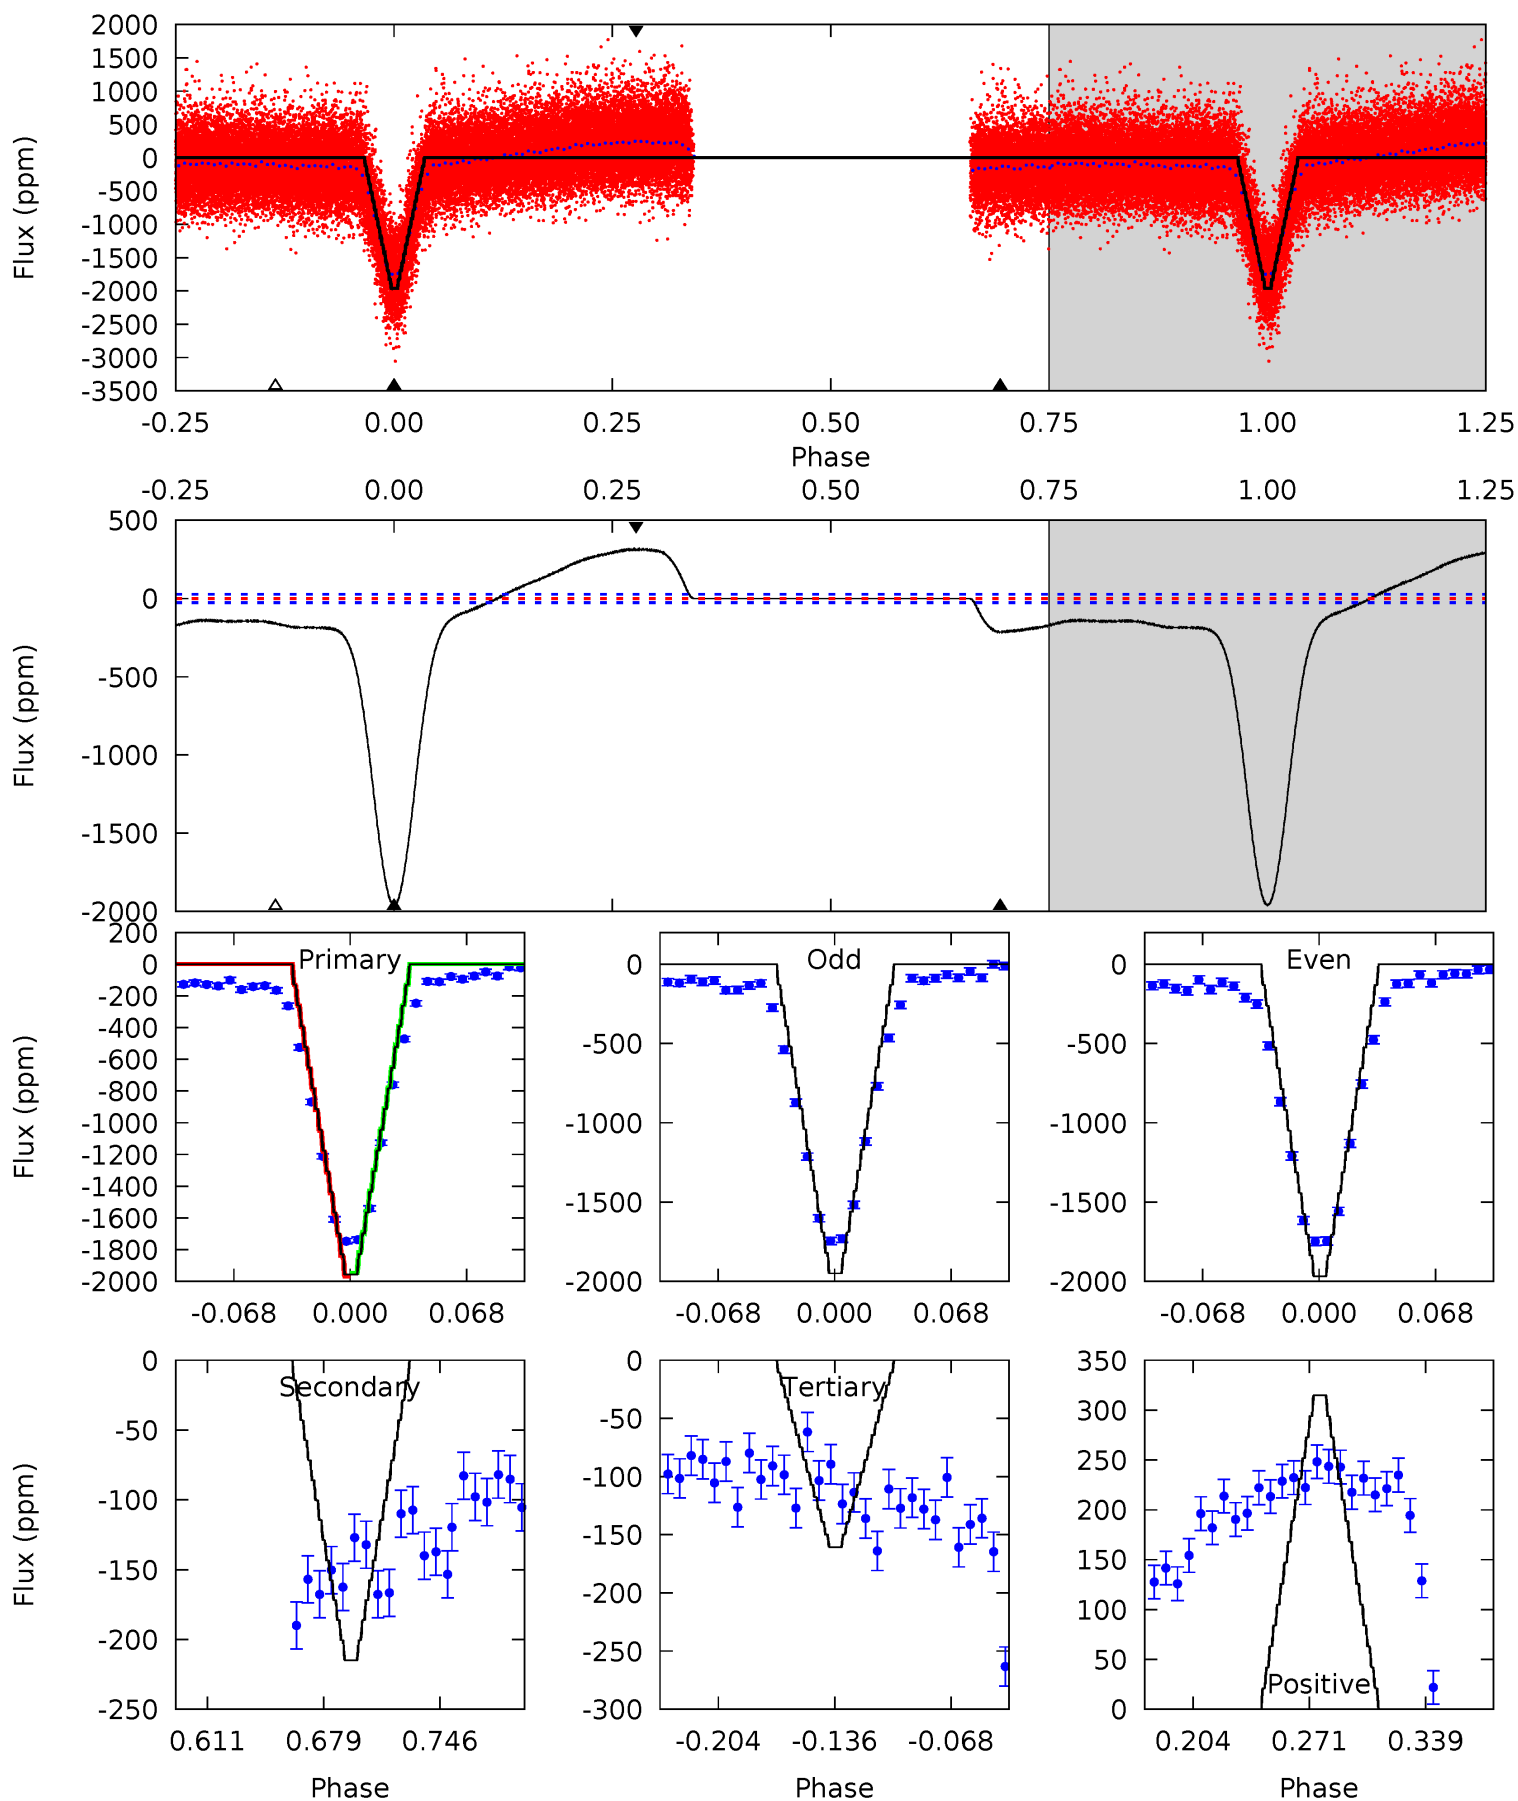 2000
1500
1000
500
0
-500
-1000
-1500
-2000
-2500
-3000
-3500
Flux (ppm)
-0.25 0.00 0.25 0.50 0.75 1.00 1.25
Phase
-0.25 0.00 0.25 0.50 0.75 1.00 1.25
500
0
-500
-1000
-1500
-2000
Flux (ppm)
200
0
-200
-400
-600
-800
-1000
-1200
-1400
-1600
-1800
-2000
Flux (ppm)
Primary
-0.068 0.000 0.068
0
-500
-1000
-1500
-2000
Odd
-0.068 0.000 0.068
0
-500
-1000
-1500
-2000
Even
-0.068 0.000 0.068
0
-50
-100
-150
-200
-250
Flux (ppm)
Secondary
0.611 0.679 0.746
Phase
0
-50
-100
-150
-200
-250
-300
Tertiary
-0.204 -0.136 -0.068
Phase
350
300
250
200
150
100
50
0
Positive
0.204 0.271 0.339
Phase